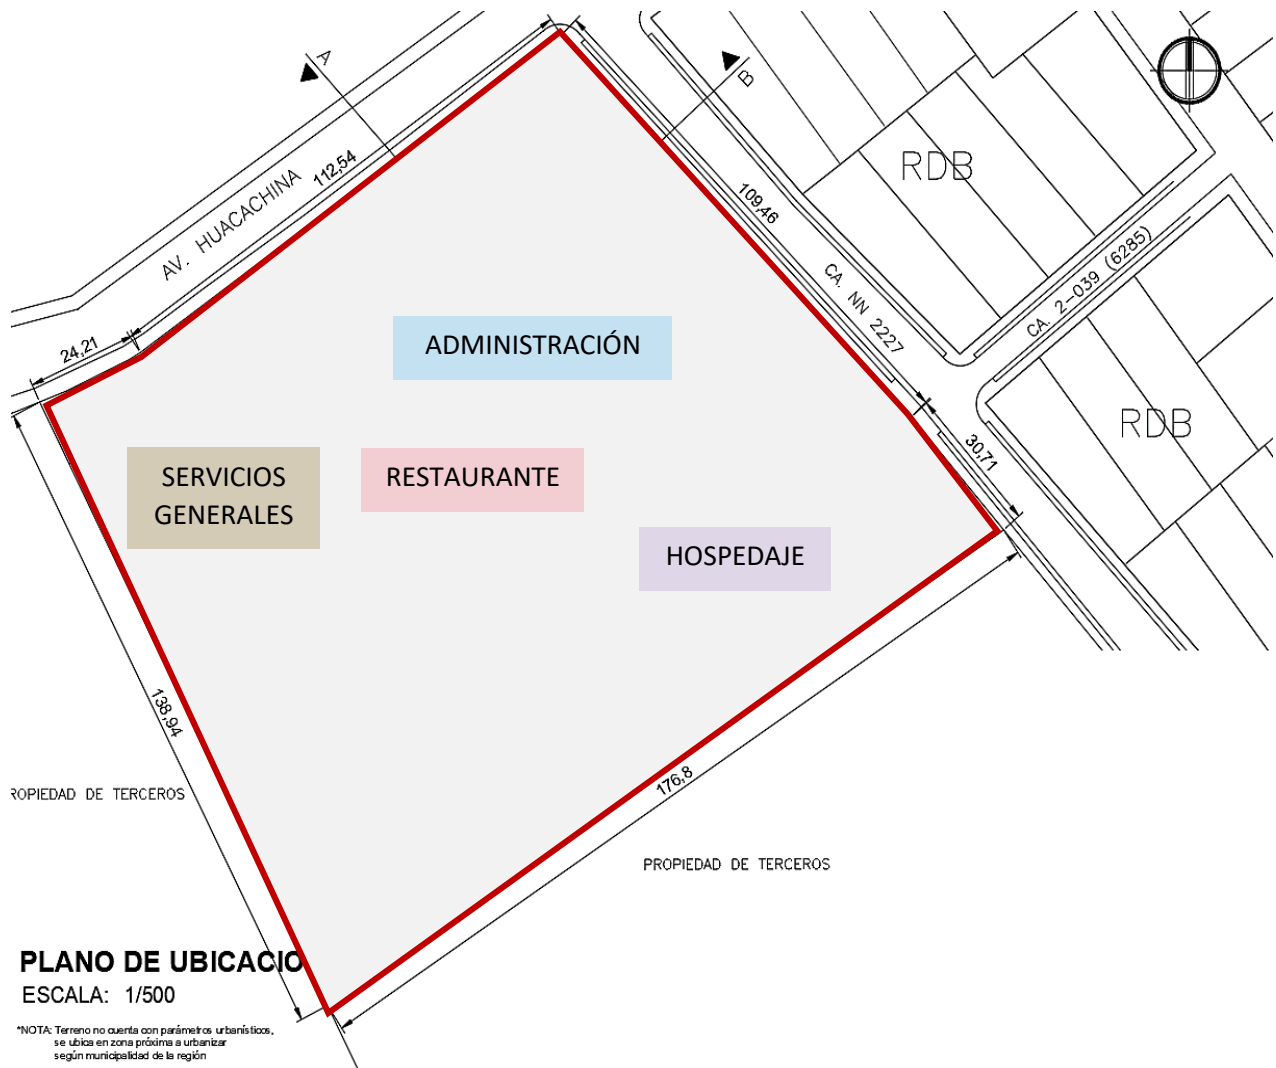 A
B
RDB
112,54
AV. HUACACHINA
109,46
CA. NN 2227
CA. 2-039 (6285)
24,21
ADMINISTRACIÓN
RDB
30,71
SERVICIOS
GENERALES
RESTAURANTE
HOSPEDAJE
138,94
176,8
ROPIEDAD DE TERCEROS
PROPIEDAD DE TERCEROS
PLANO DE UBICACIO
ESCALA: 1/500
*NOTA: Terreno no cuenta con parámetros urbanísticos,
se ubica en zona próxima a urbanizar
según municipalidad de la región